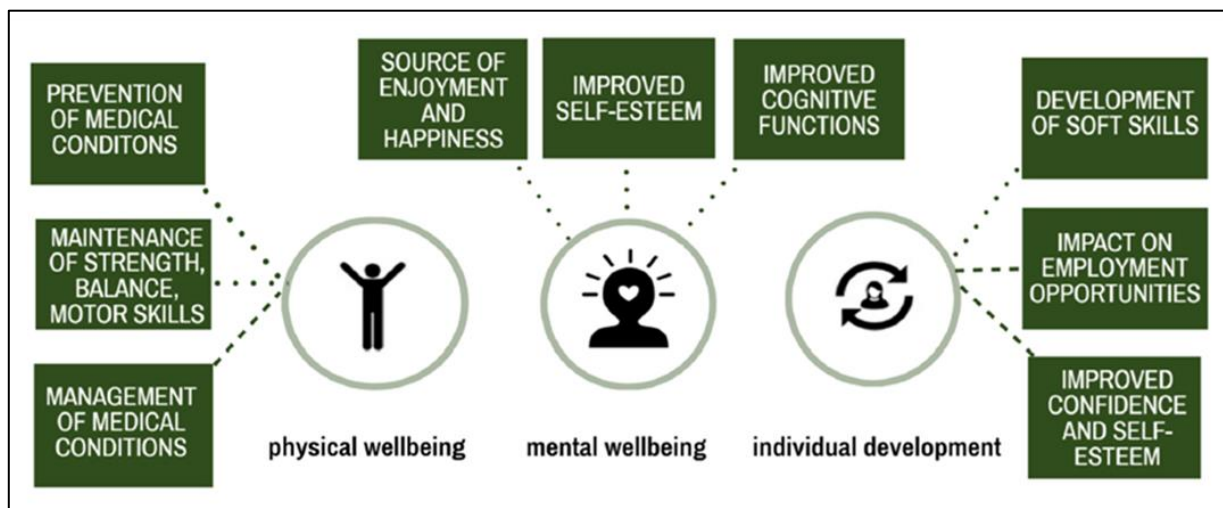 PREVENTION
OF MEDICAL
CONDITONS
MAINTENANCE
OF STRENGTH,
BALANCE,
MOTOR SKILLS
MANAGEMENT
OF MEDICAL
CONDITIONS
physical wellbeing
SOURCE OF
ENJOYMENT
AND
HAPPINESS
IMPROVED
SELF-ESTEEM
IMPROVED
COGNITIVE
FUNCTIONS
mental wellbeing
DEVELOPMENT
OF SOFT SKILLS
IMPACT ON
EMPLOYMENT
OPPORTUNITIES
IMPROVED
CONFIDENCE
AND SELF-
ESTEEM
individual development